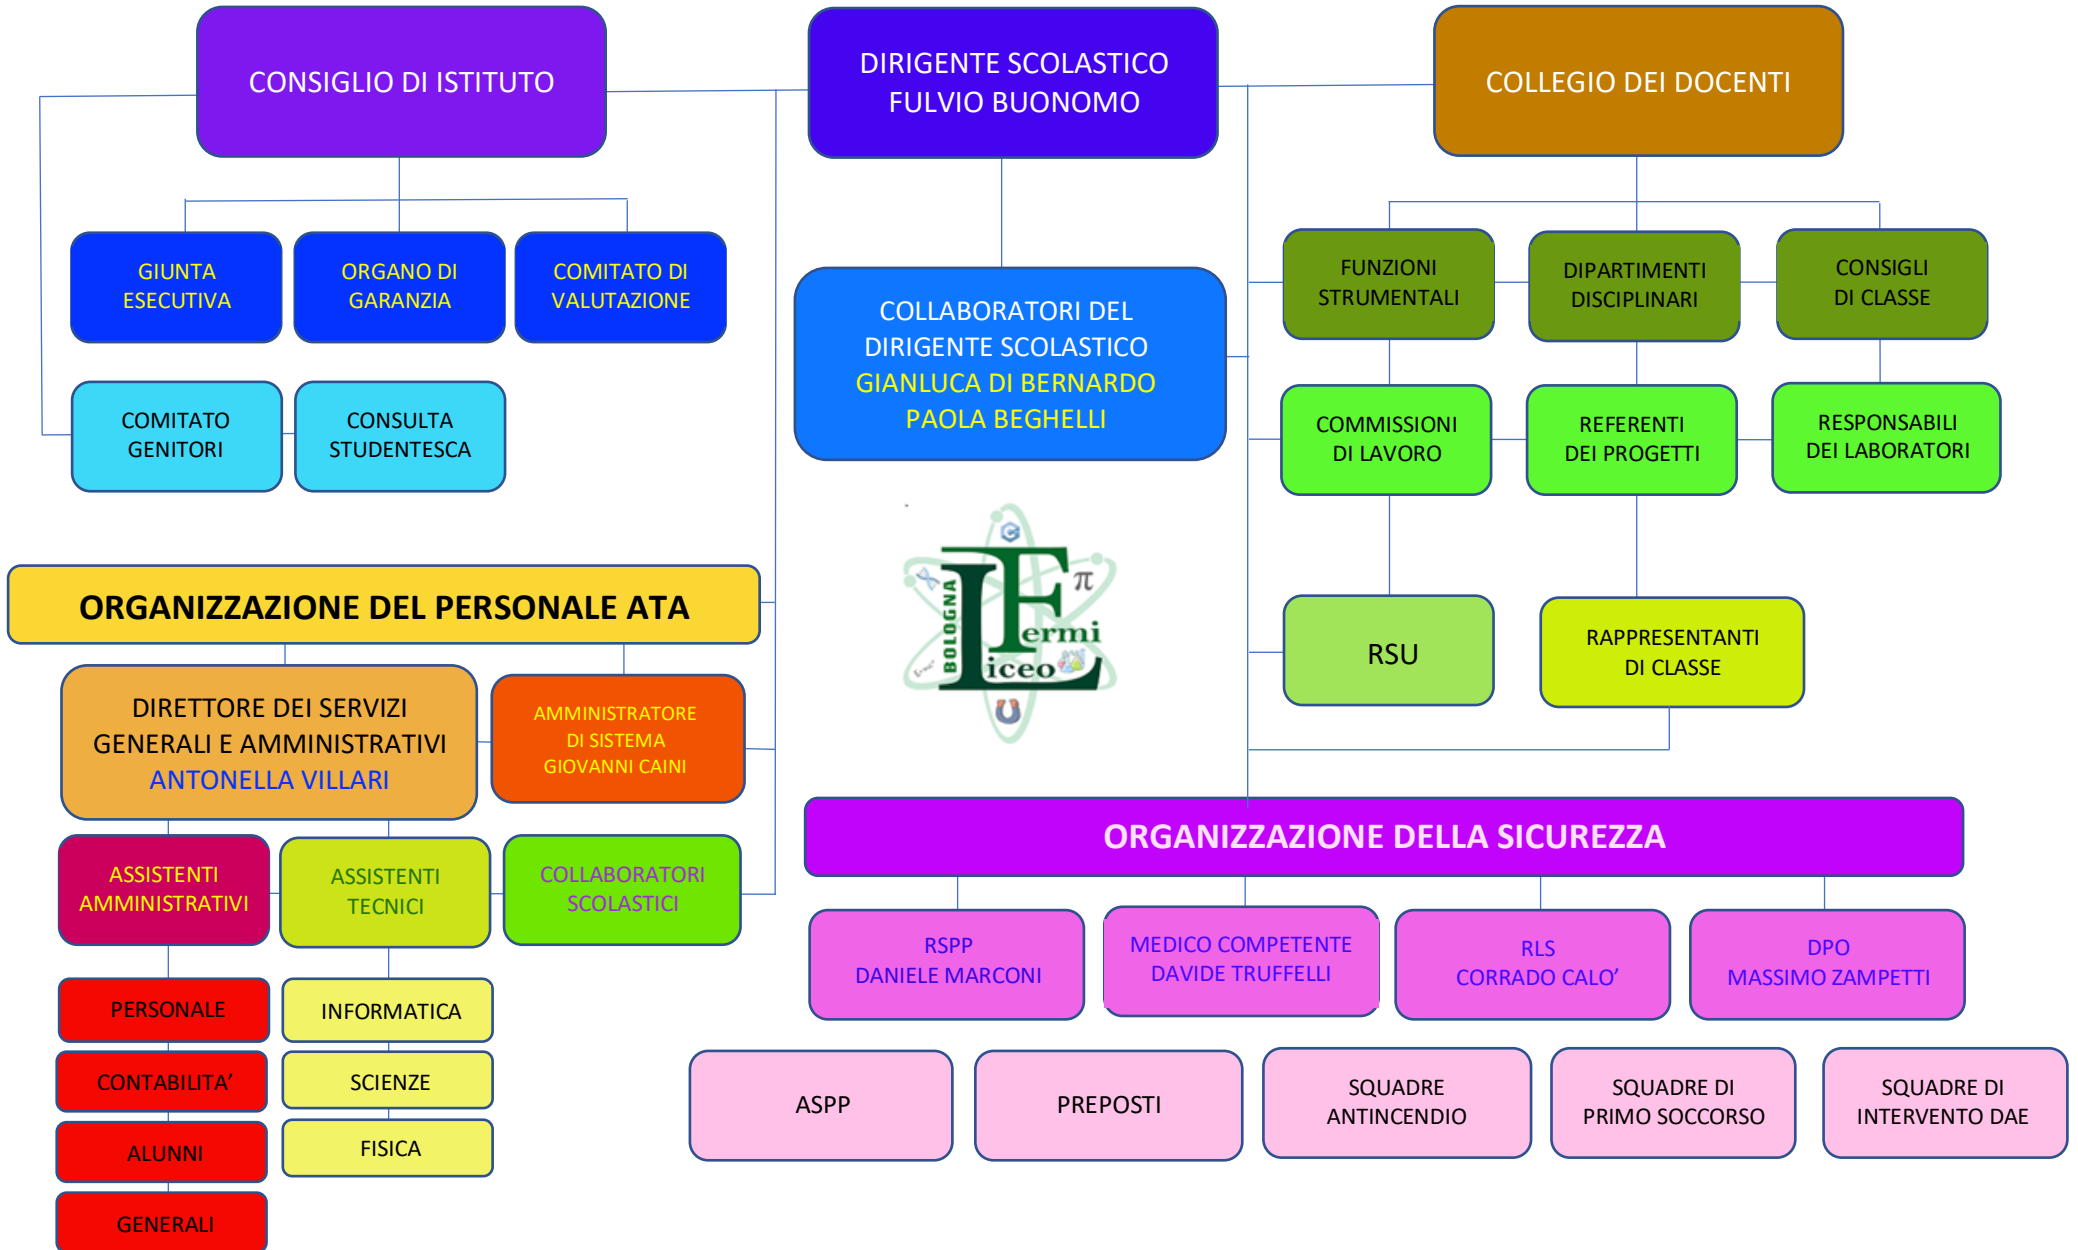 CONSIGLIO DI ISTITUTO
DIRIGENTE SCOLASTICO
FULVIO BUONOMO
COLLEGIO DEI DOCENTI
GIUNTA
ESECUTIVA
ORGANO DI
GARANZIA
COMITATO DI
VALUTAZIONE
COLLABORATORI DEL
DIRIGENTE SCOLASTICO
GIANLUCA DI BERNARDO
PAOLA BEGHELLI
FUNZIONI
STRUMENTALI
DIPARTIMENTI
DISCIPLINARI
CONSIGLI
DI CLASSE
COMITATO
GENITORI
CONSULTA
STUDENTESCA
COMMISSIONI
DI LAVORO
REFERENTI
DEI PROGETTI
RESPONSABILI
DEI LABORATORI
BOLOGNA
Liceo
Fermi
π
ORGANIZZAZIONE DEL PERSONALE ATA
RSU
RAPPRESENTANTI
DI CLASSE
DIRETTORE DEI SERVIZI
GENERALI E AMMINISTRATIVI
ANTONELLA VILLARI
AMMINISTRATORE
DI SISTEMA
GIOVANNI CAINI
ORGANIZZAZIONE DELLA SICUREZZA
ASSISTENTI
AMMINISTRATIVI
ASSISTENTI
TECNICI
COLLABORATORI
SCOLASTICI
RSPP
DANIELE MARCONI
MEDICO COMPETENTE
DAVIDE TRUFFELLI
RLS
CORRADO CALO’
DPO
MASSIMO ZAMPETTI
PERSONALE
CONTABILITA’
ALUNNI
GENERALI
INFORMATICA
SCIENZE
FISICA
ASPP
PREPOSTI
SQUADRE
ANTINCENDIO
SQUADRE DI
PRIMO SOCCORSO
SQUADRE DI
INTERVENTO DAE